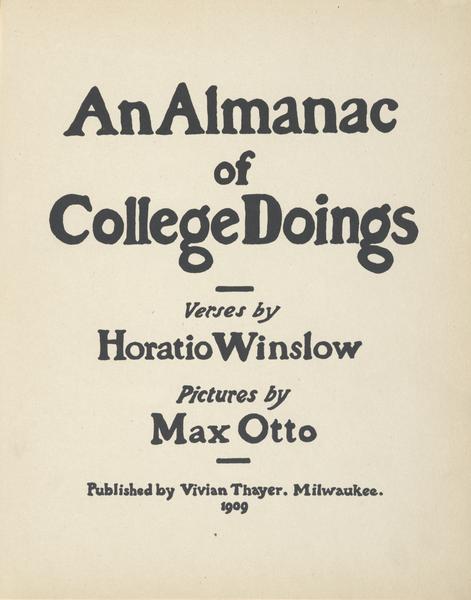 An Almanac
of
College Doings
Verses by
Horatio Winslow
Pictures by
Max Otto
Published by Vivian Thayer. Milwaukee.
1909